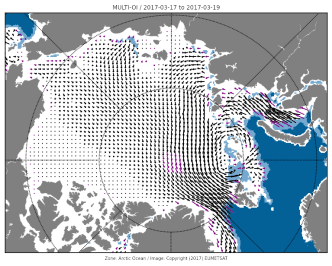 MULTI-OI / 2017-03-17 to 2017-03-19
Zone: Arctic Ocean / Image: Copyright (2017) EUMETSAT